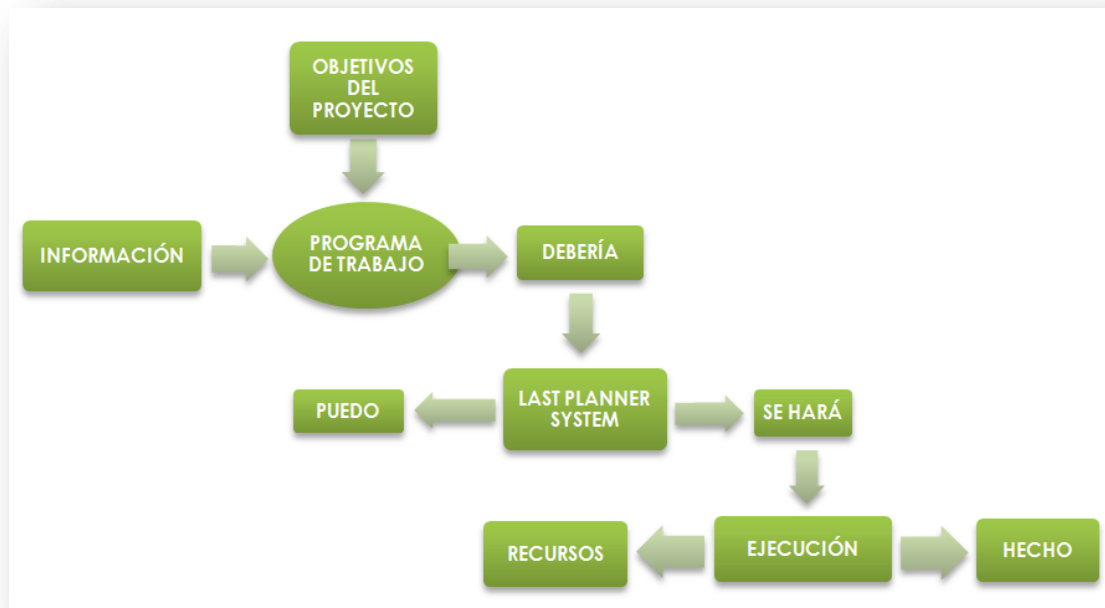 OBJETIVOS
DEL
PROYECTO
INFORMACIÓN
PROGRAMA
DE TRABAJO
DEBERÍA
PUEDO
LAST PLANNER
SYSTEM
SE HARÁ
RECURSOS
EJECUCIÓN
HECHO